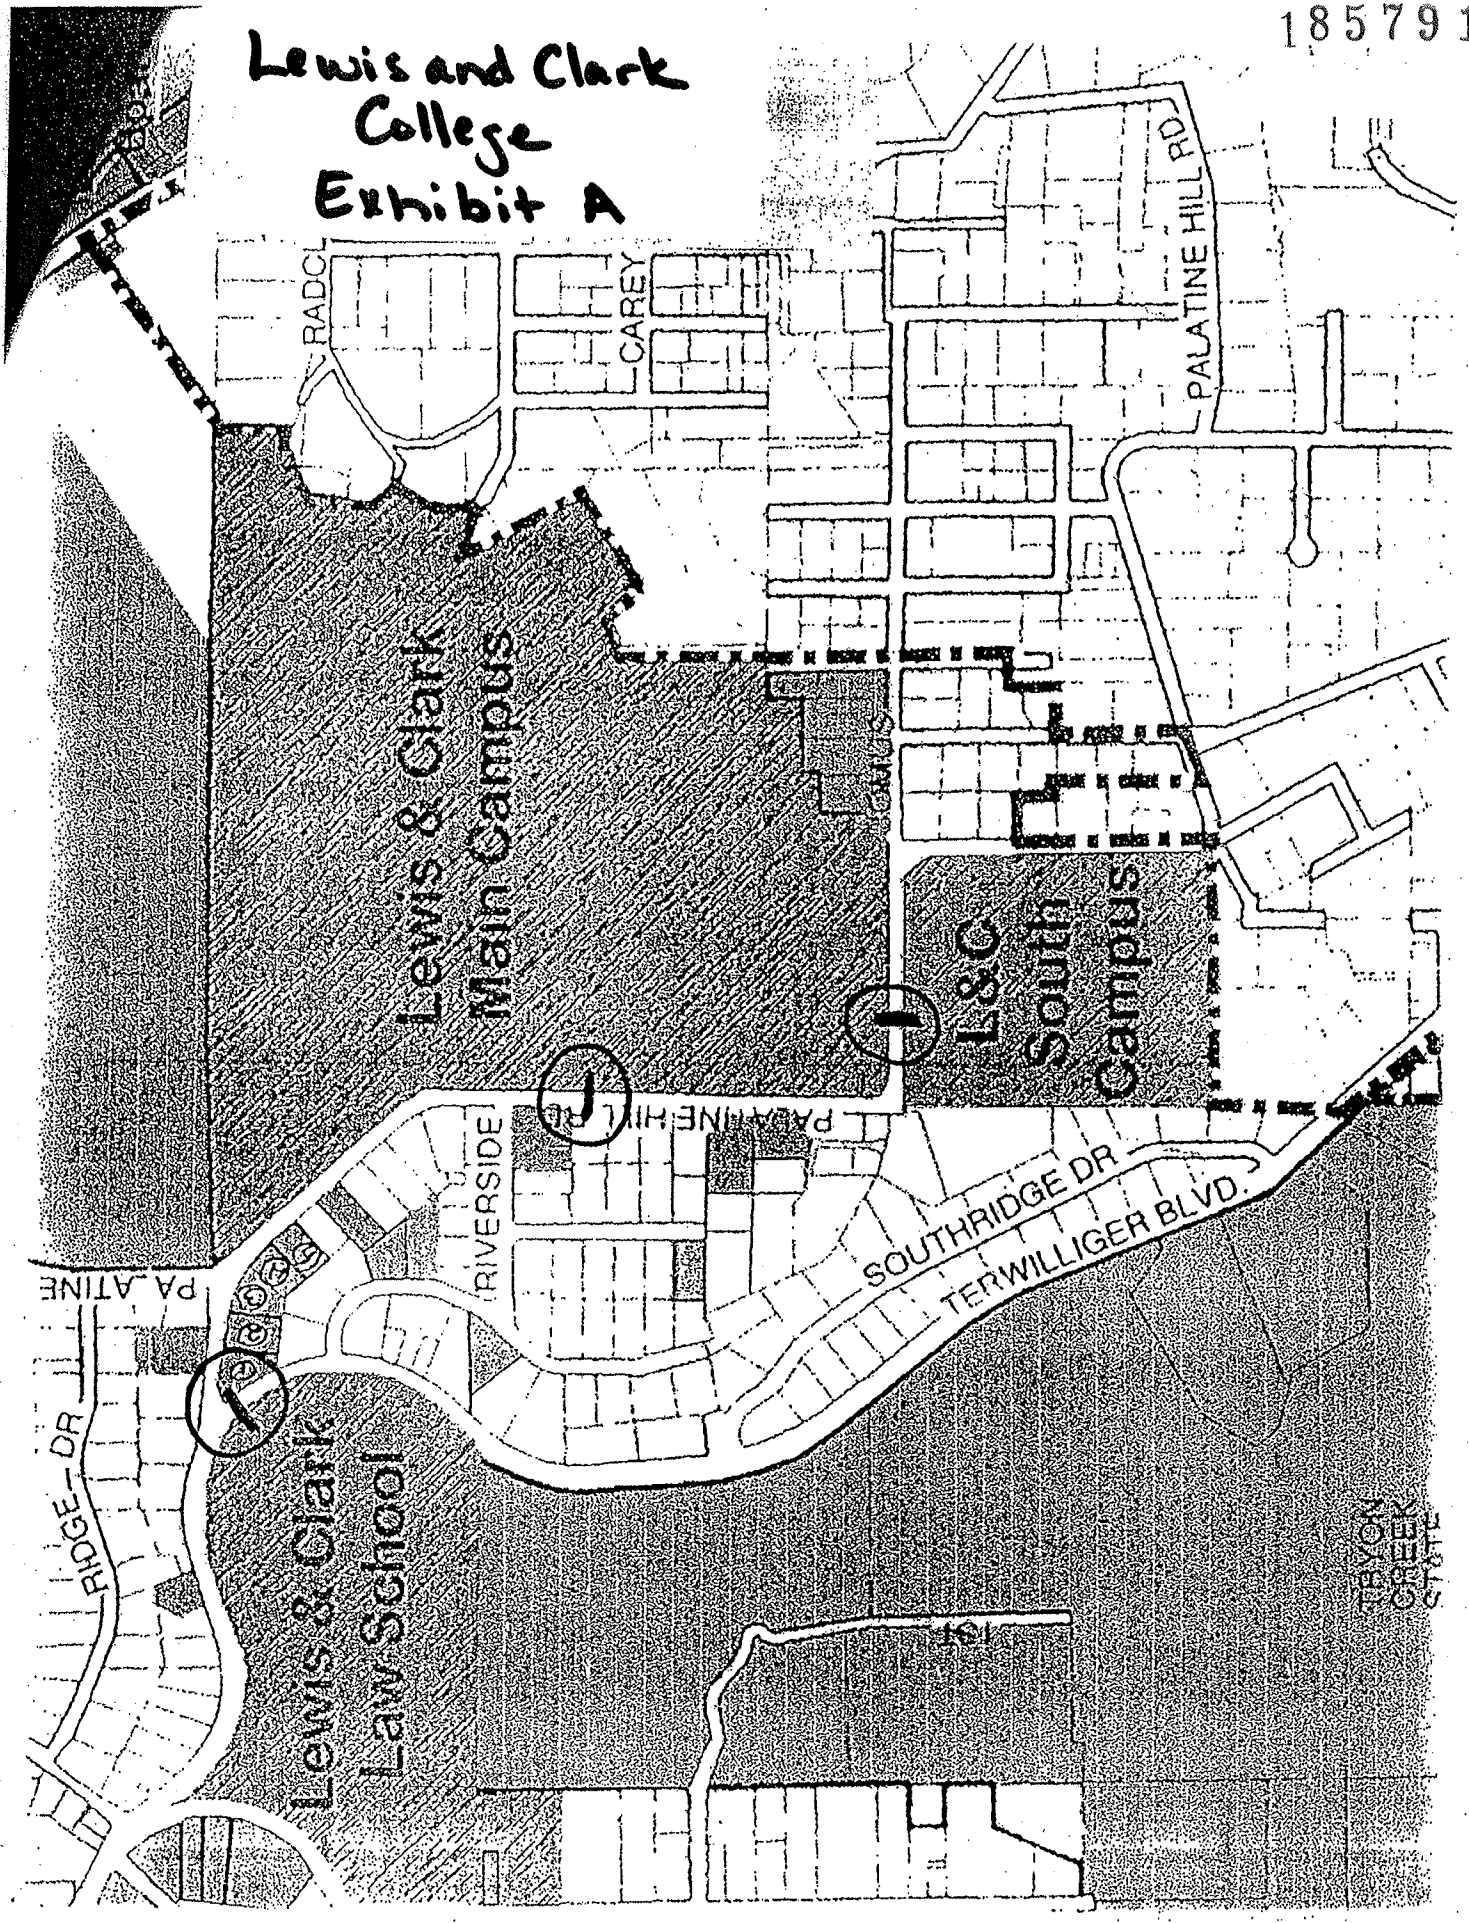 185791
Lewis and Clark
College
Exhibit A
RADCL
CAREY
PALATINE HILL RD
Lewis & Clark
Main Campus
L&C
South
Campus
PALATINE HILL RD
RIVERSIDE
SOUTHRIDGE DR
TERWILLIGER BLVD.
PALATINE
RIDGE DR
Lewis & Clark
Law School
TRYON
CREEK
STATE